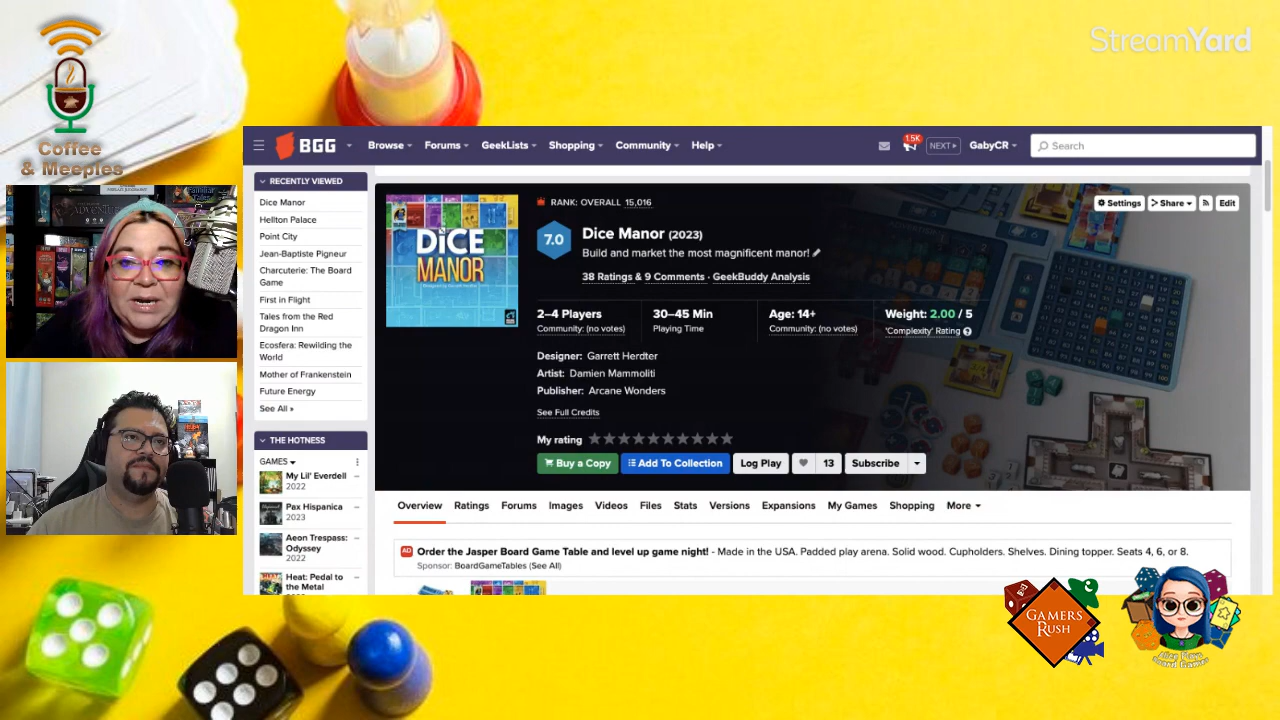 StreamYard
Coffee
& Meeples
BGG
Browse
Forums
GeekLists
Shopping
Community
Help
1.5K
NEXT
GabyCR
Search
RECENTLY VIEWED
Dice Manor
Hellton Palace
Point City
Jean-Baptiste Pigneur
Charcuterie: The Board
Game
First in Flight
Tales from the Red
Dragon Inn
Ecosfera: Rewilding the
World
Mother of Frankenstein
Future Energy
See All »
THE HOTNESS
GAMES
My Lil' Everdell
2022
Pax Hispanica
2023
Aeon Trespass:
Odyssey
2022
Heat: Pedal to
the Metal
DiCE
MANOR
RANK: OVERALL 15,016
Settings
Share
Edit
7.0
Dice Manor (2023)
Build and market the most magnificent manor!
38 Ratings & 9 Comments · GeekBuddy Analysis
2–4 Players
Community: (no votes)
30–45 Min
Playing Time
Age: 14+
Community: (no votes)
Weight: 2.00 / 5
'Complexity' Rating
Designer: Garrett Herdter
Artist: Damien Mammoliti
Publisher: Arcane Wonders
See Full Credits
My rating
Buy a Copy
Add To Collection
Log Play
13
Subscribe
Overview
Ratings
Forums
Images
Videos
Files
Stats
Versions
Expansions
My Games
Shopping
More
AD Order the Jasper Board Game Table and level up game night! - Made in the USA. Padded play arena. Solid wood. Cupholders. Shelves. Dining topper. Seats 4, 6, or 8.
Sponsor: BoardGameTables (See All)
GAMERS
RUSH
Board Games